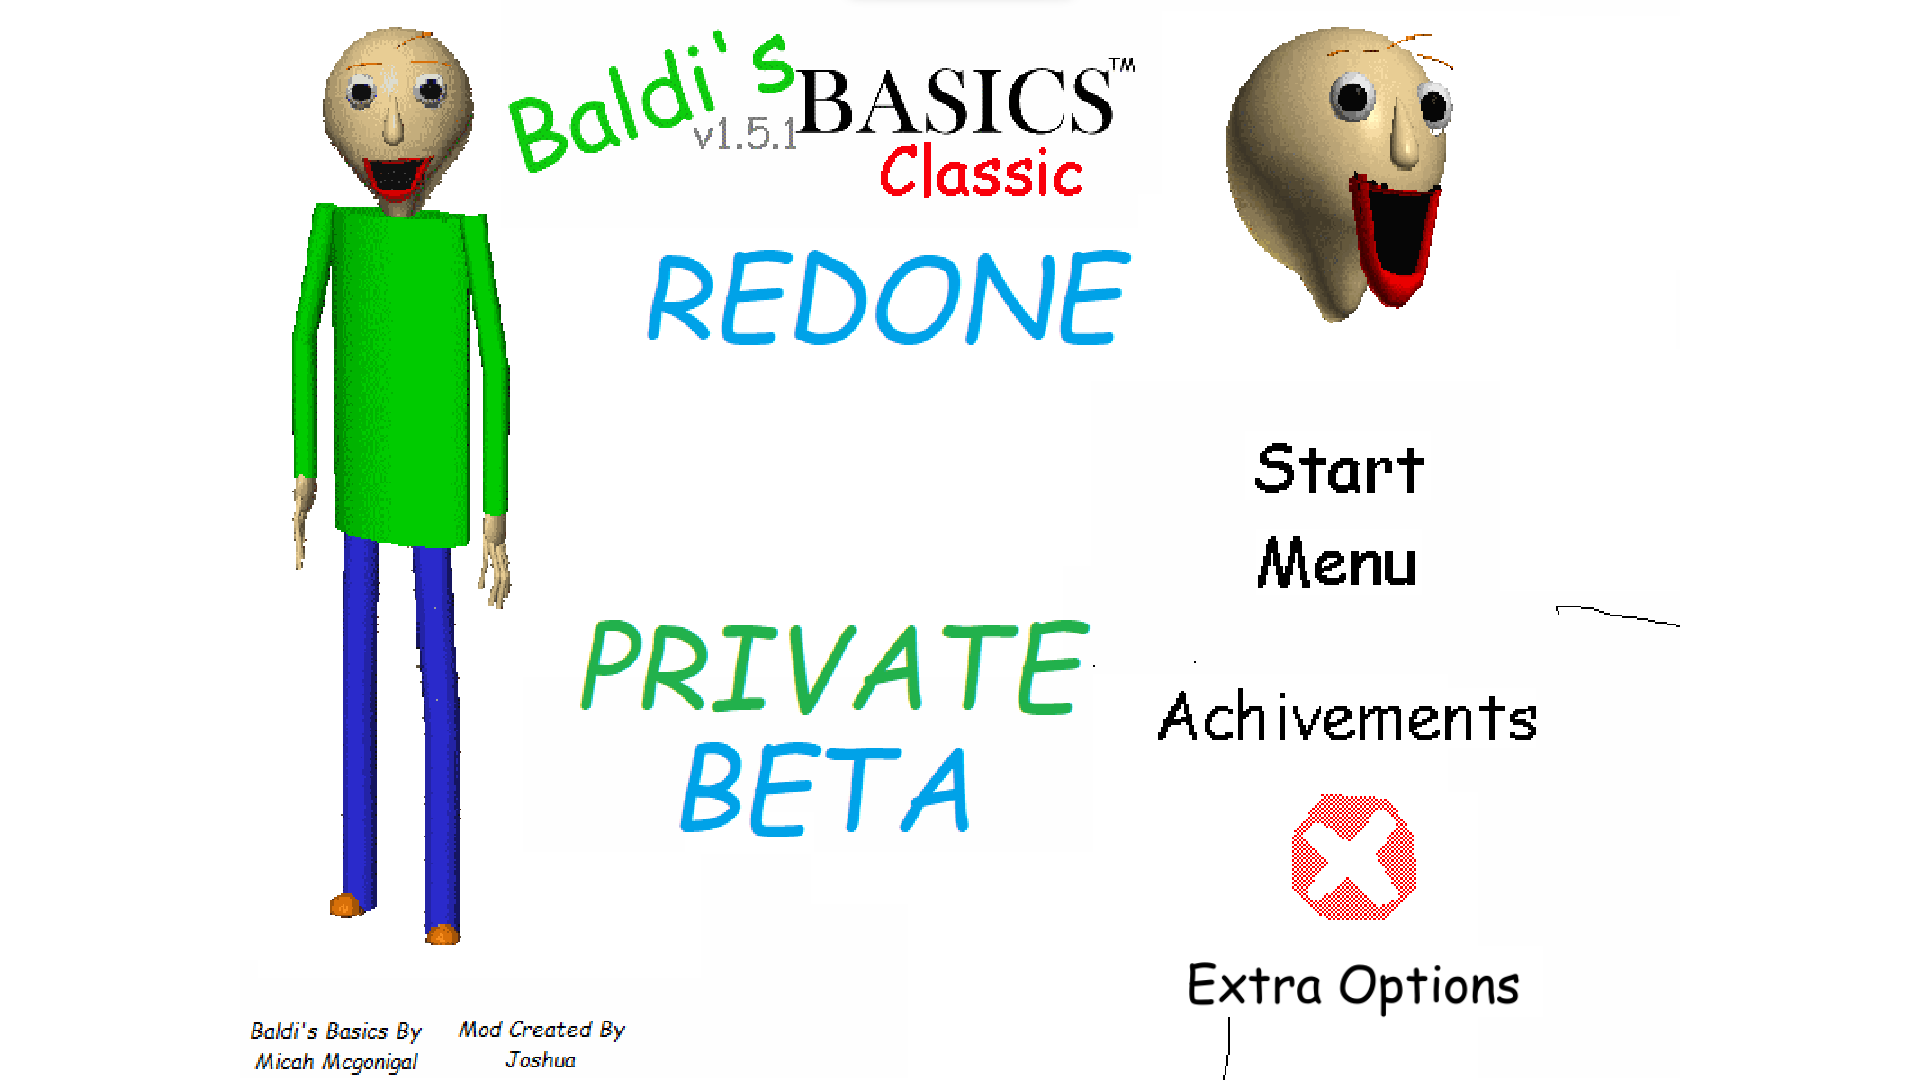 Baldi's BASICS™
v1.5.1
Classic
REDONE
Start
Menu
PRIVATE
BETA
Achivements
Extra Options
Baldi's Basics By
Micah Mcgonigal
Mod Created By
Joshua